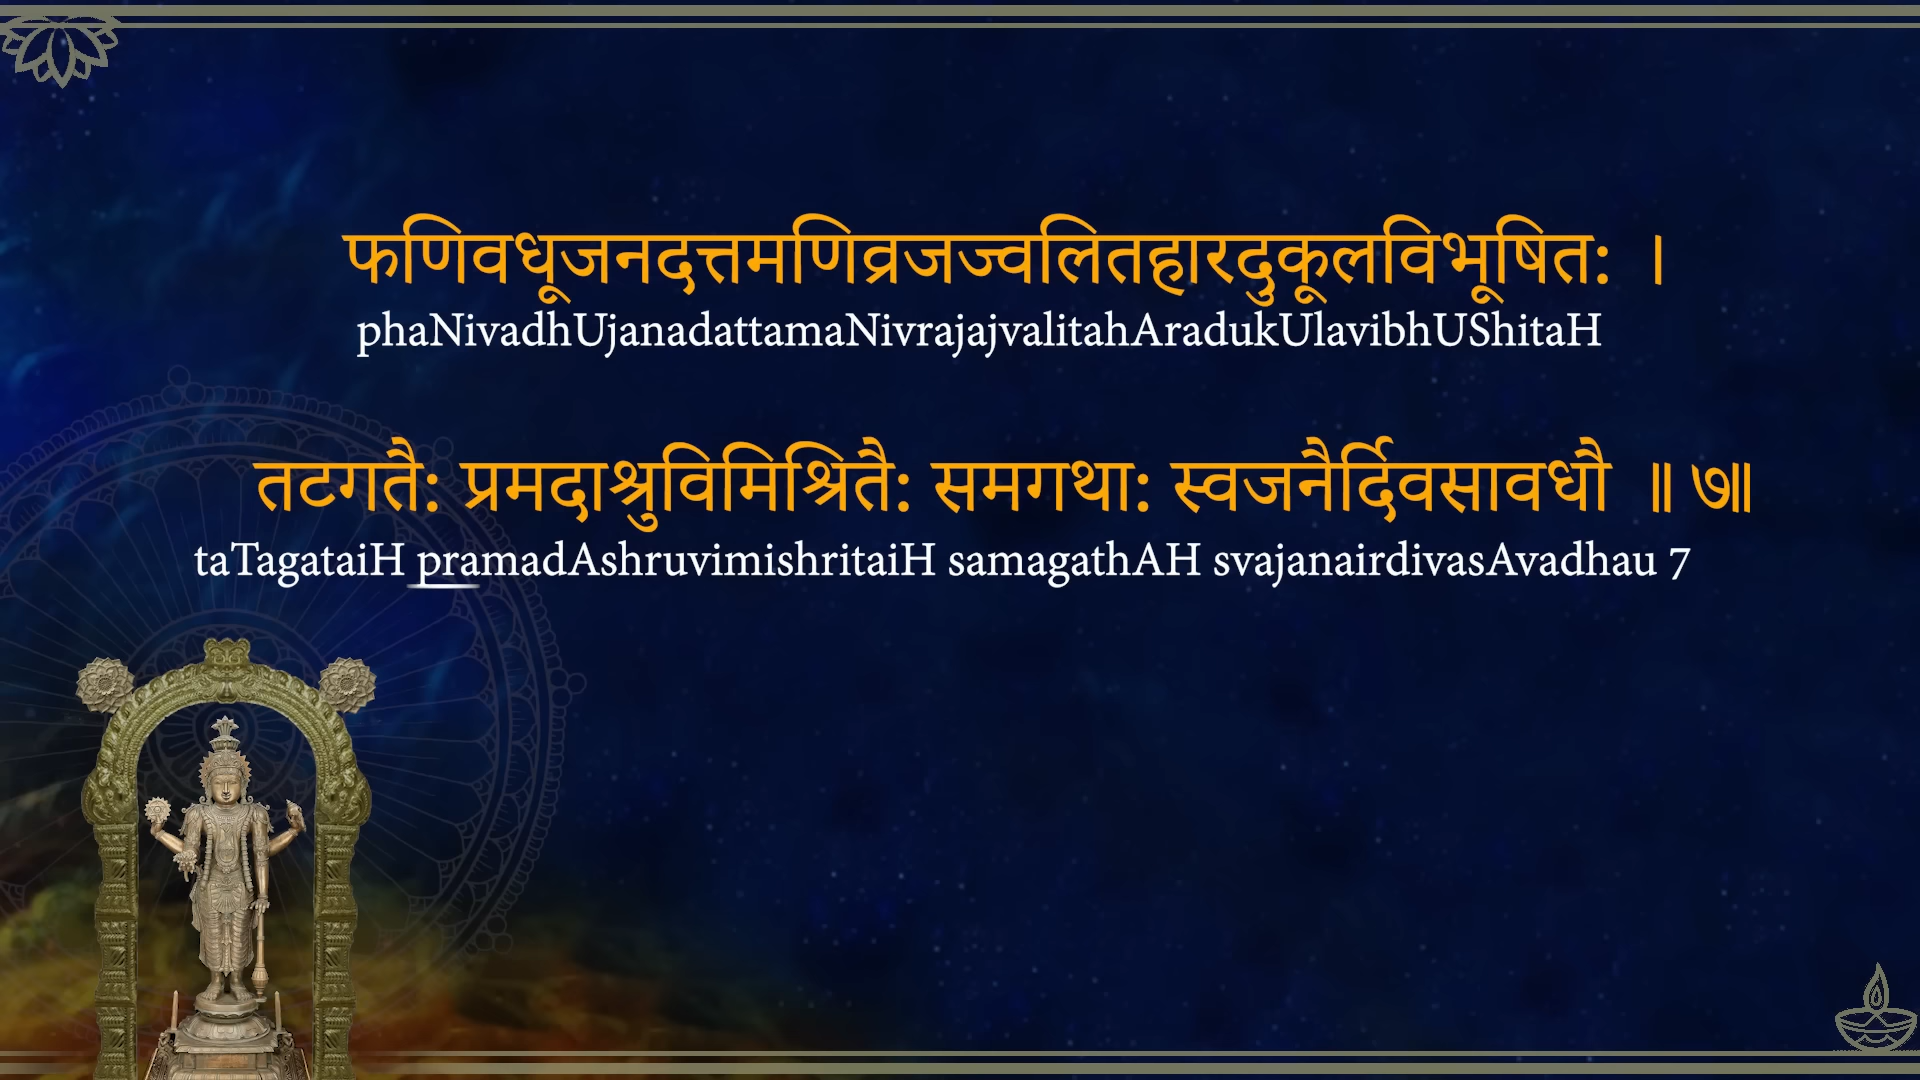 फणिवधूजनदत्तमणिव्रजज्वलितहारदुकूलविभूषित: ।
phaNivadhUjanadattamaNivrajajvalitahAradukUlavibhUShitaH
तटगतै: प्रमदाश्रुविमिश्रितै: समगथा: स्वजनैर्दिवसावधौ ॥ ७॥
taTagataiH pramadAshruvimishritaiH samagathAH svajanairdivasAvadhau 7